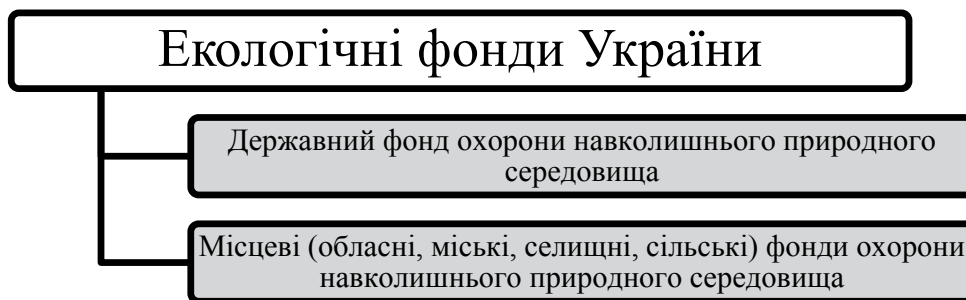 Екологічні фонди України
Державний фонд охорони навколишнього природного
середовища
Місцеві (обласні, міські, селищні, сільські) фонди охорони
навколишнього природного середовища